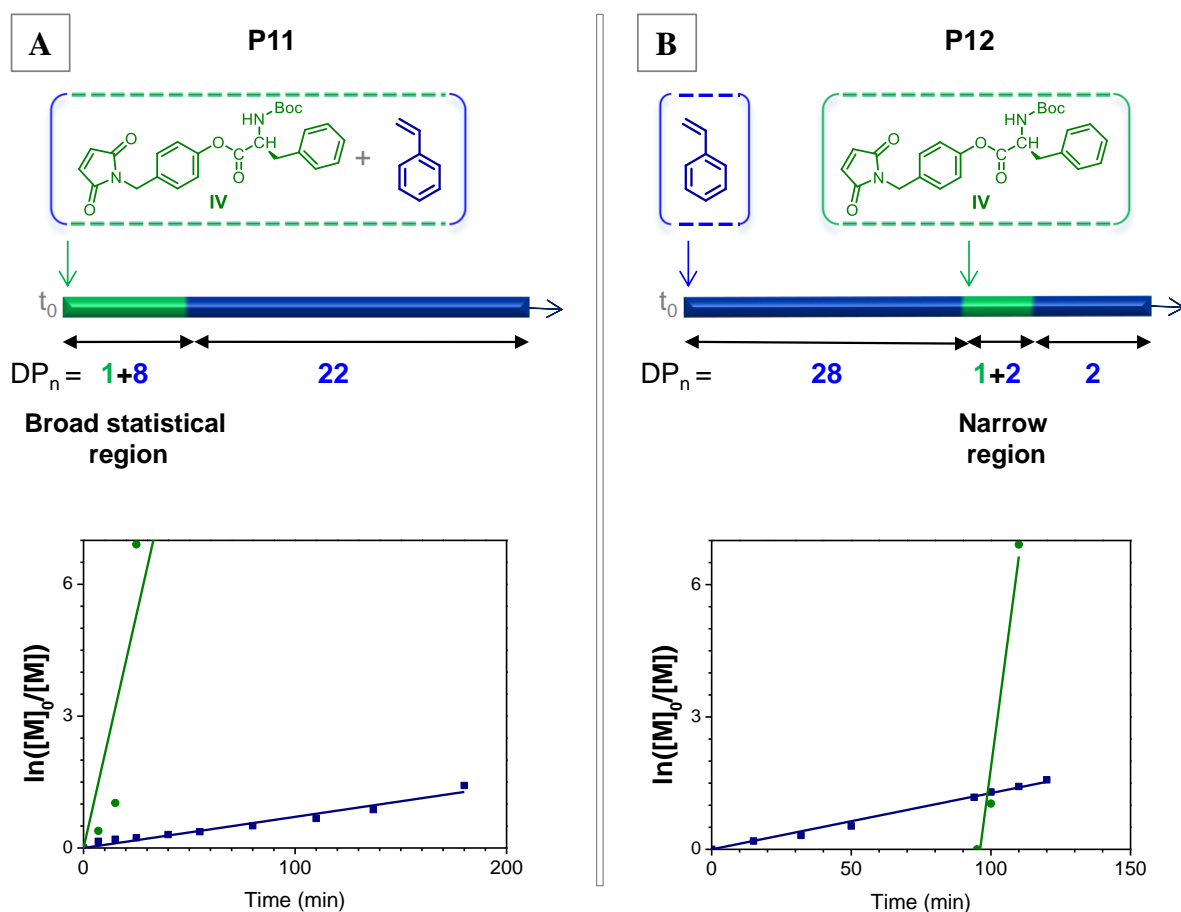 A
P11
HN
Boc
O
H
C
O
C
O
N
O
IV
+
t0
DPn = 1+8 22
Broad statistical
region
6
3
0
ln([M]0/[M])
0 100 200
Time (min)
B
P12
HN
Boc
O
H
C
O
C
O
N
O
IV
t0
DPn = 28 1+2 2
Narrow
region
6
3
0
ln([M]0/[M])
0 50 100 150
Time (min)